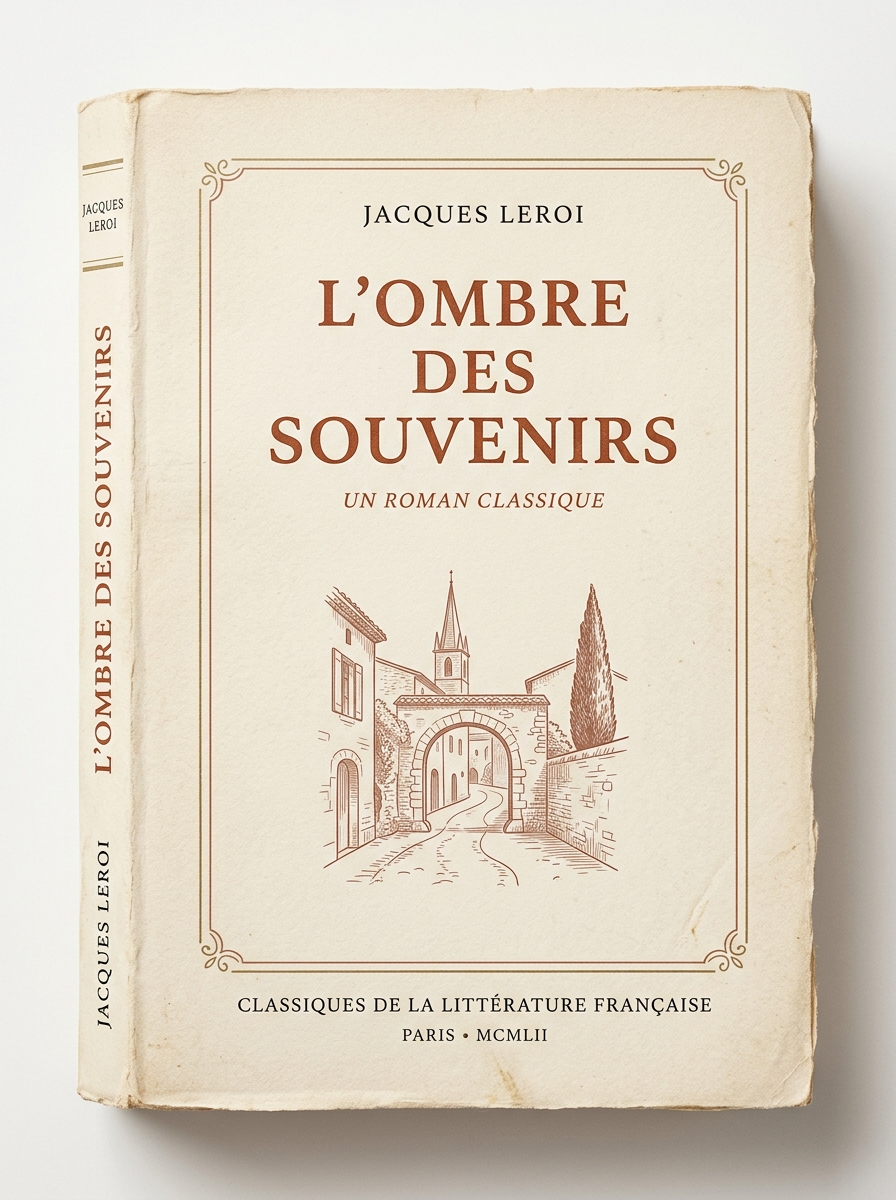 JACQUES
LEROI
L’OMBRE DES SOUVENIRS
JACQUES LEROI
JACQUES LEROI
L’OMBRE
DES
SOUVENIRS
UN ROMAN CLASSIQUE
CLASSIQUES DE LA LITTÉRATURE FRANÇAISE
PARIS • MCMLII